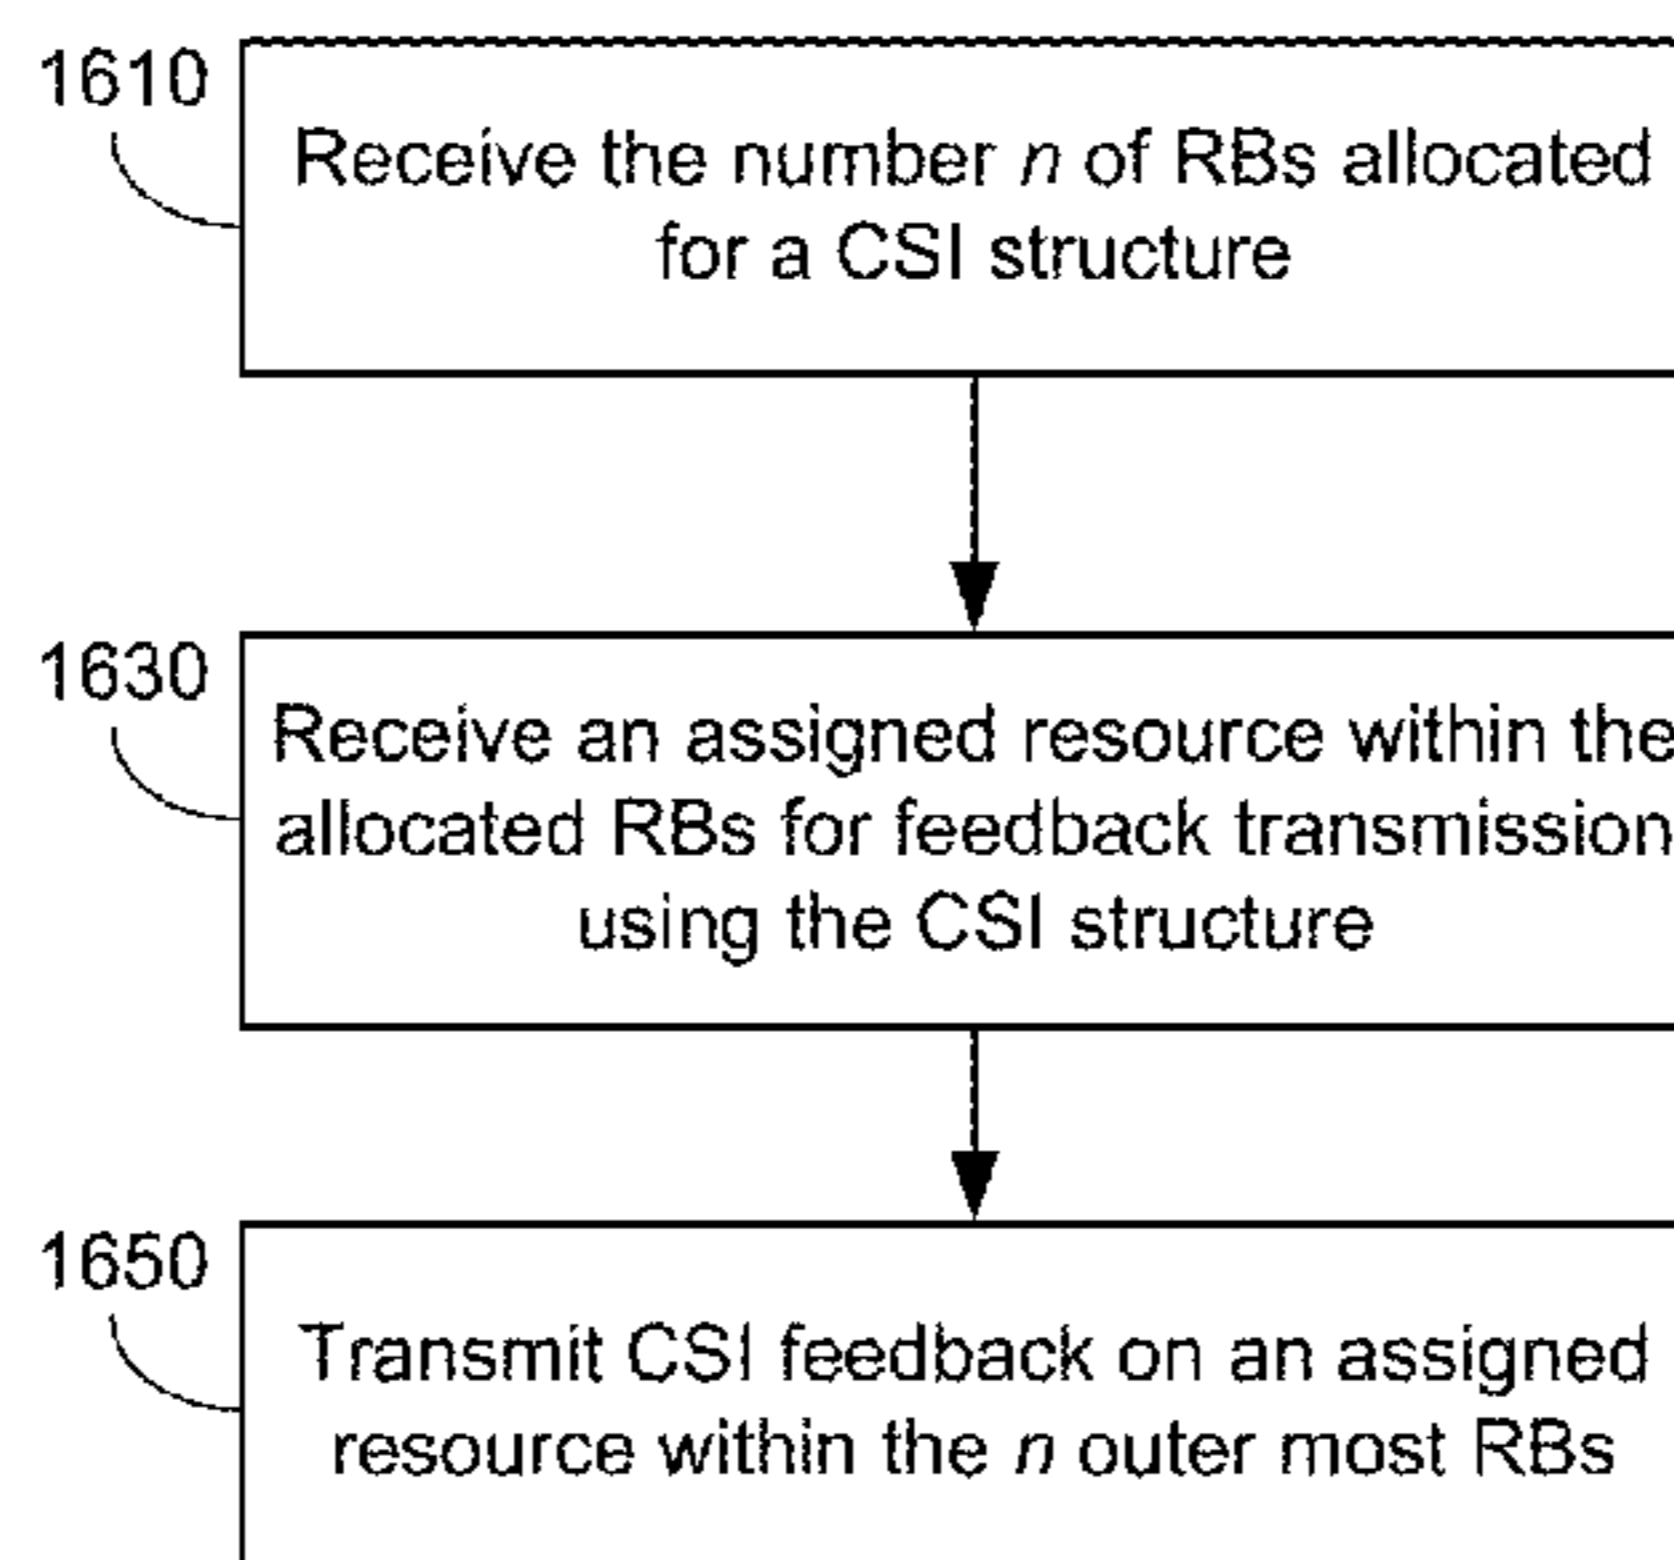 1610
Receive the number n of RBs allocated
for a CSI structure
1630
Receive an assigned resource within the
allocated RBs for feedback transmission
using the CSI structure
1650
Transmit CSI feedback on an assigned
resource within the n outer most RBs